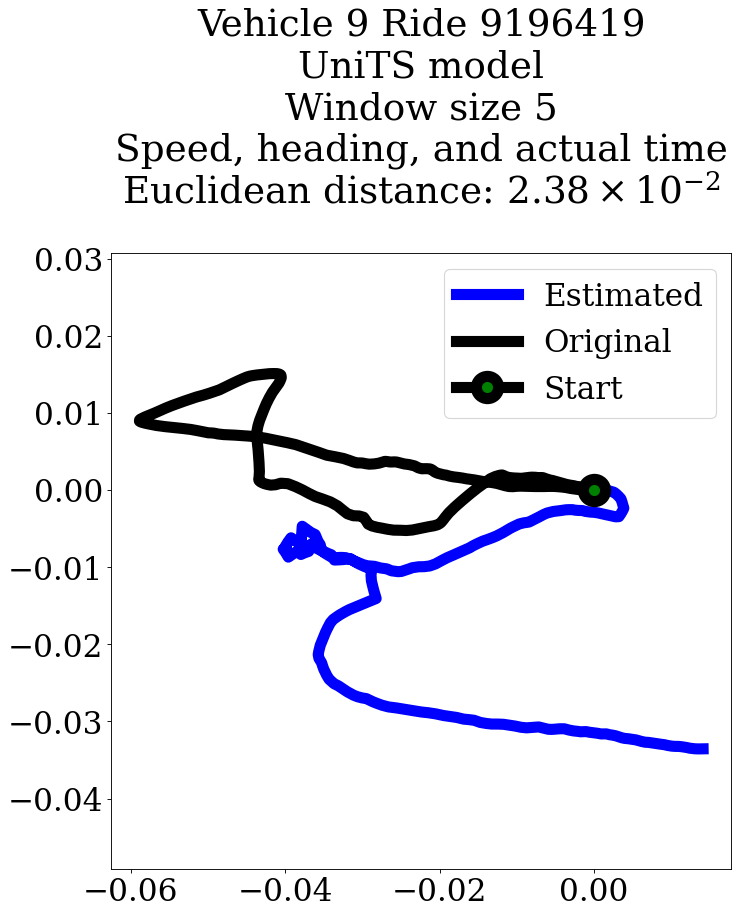 Vehicle 9 Ride 9196419
UniTS model
Window size 5
Speed, heading, and actual time
Euclidean distance: 2.38 × 10⁻²
0.03
0.02
0.01
0.00
−0.01
−0.02
−0.03
−0.04
Estimated
Original
Start
−0.06 −0.04 −0.02 0.00